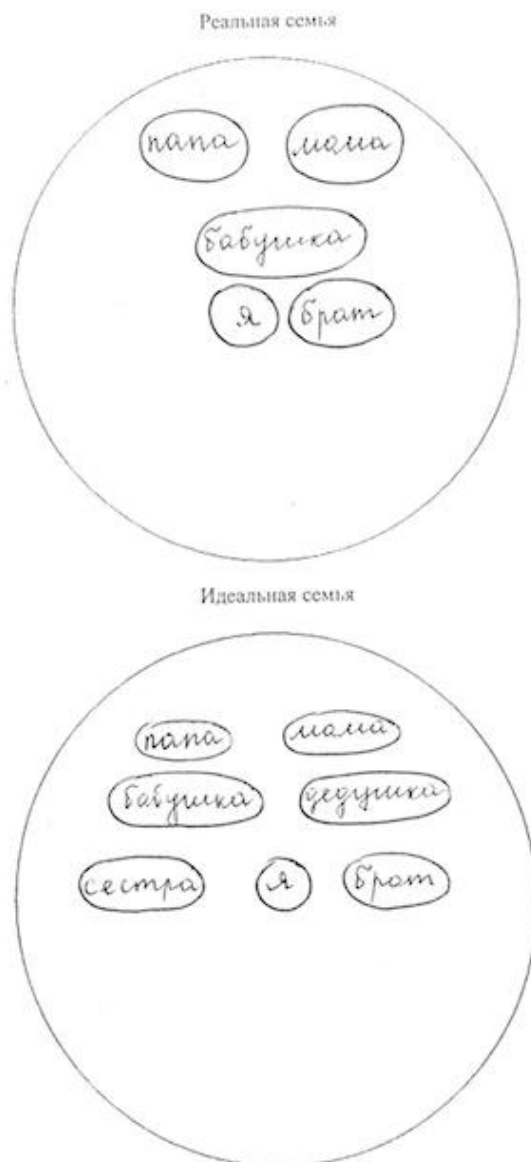 Реальная семья
папа мама
бабушка
я брат
Идеальная семья
папа мама
бабушка дедушка
сестра я брат